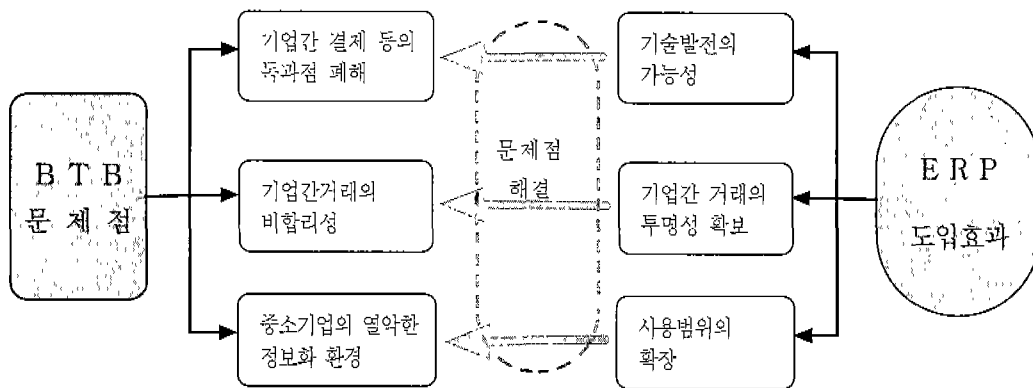 B T B
문 제 점
기업간 결제 등의
독과점 폐해
기업간거래의
비합리성
중소기업의 열악한
정보화 환경
문제점
해결
기술발전의
가능성
기업간 거래의
투명성 확보
사용범위의
확장
E R P
도입효과